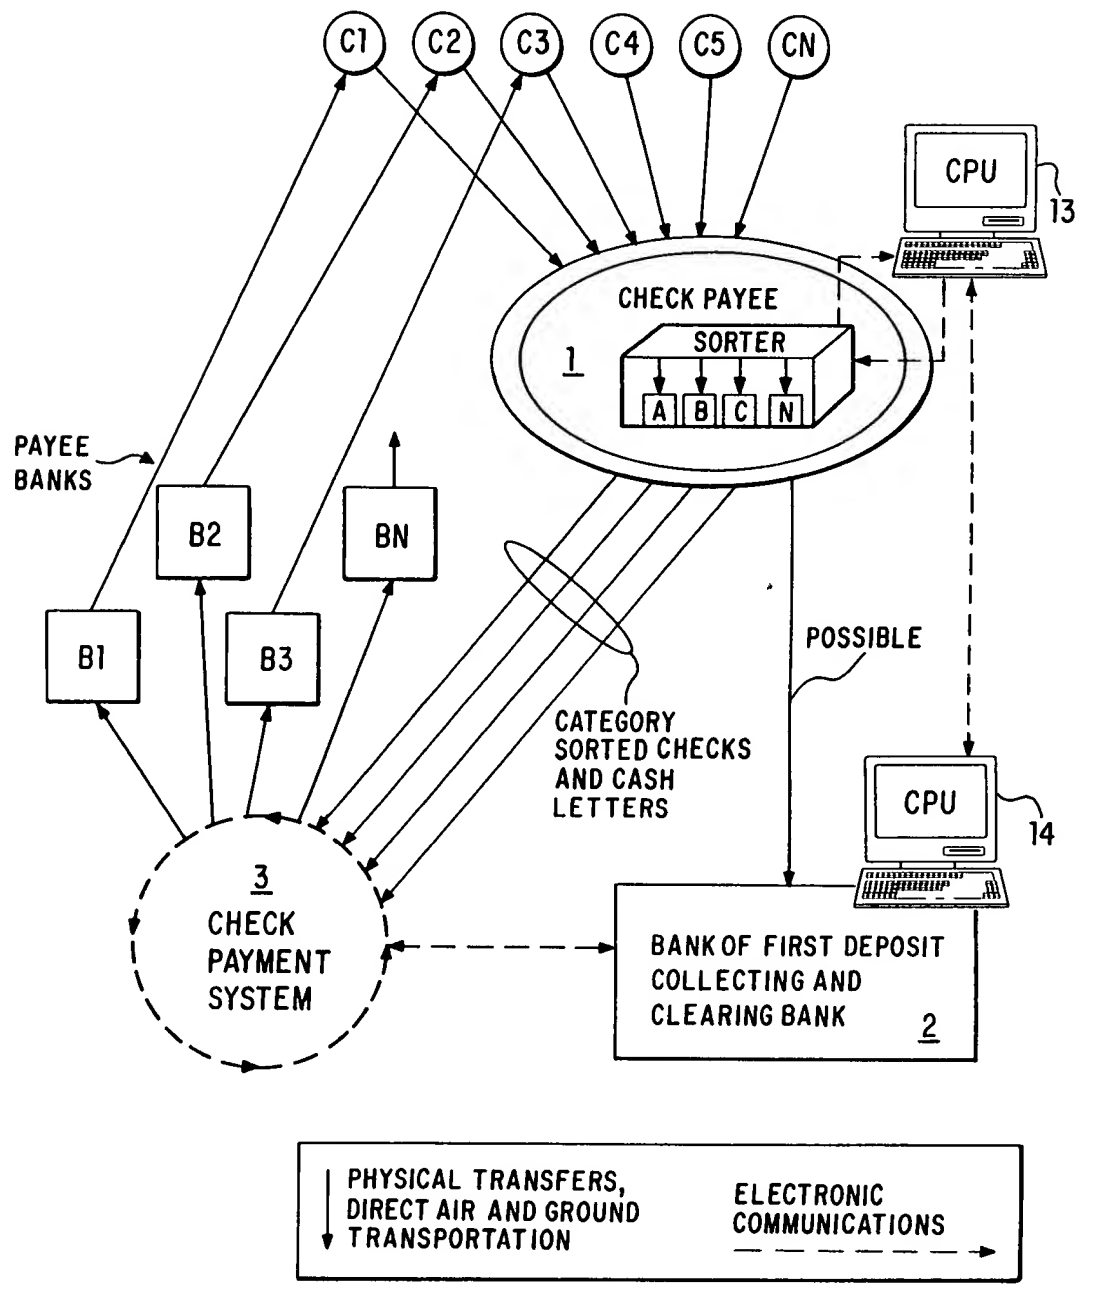 C1
C2
C3
C4
C5
CN
CPU
13
CHECK PAYEE
SORTER
1
A
B
C
N
PAYEE
BANKS
B2
BN
B1
B3
POSSIBLE
CATEGORY
SORTED CHECKS
AND CASH
LETTERS
CPU
14
3
CHECK
PAYMENT
SYSTEM
BANK OF FIRST DEPOSIT
COLLECTING AND
CLEARING BANK
2
PHYSICAL TRANSFERS,
DIRECT AIR AND GROUND
TRANSPORTATION
ELECTRONIC
COMMUNICATIONS